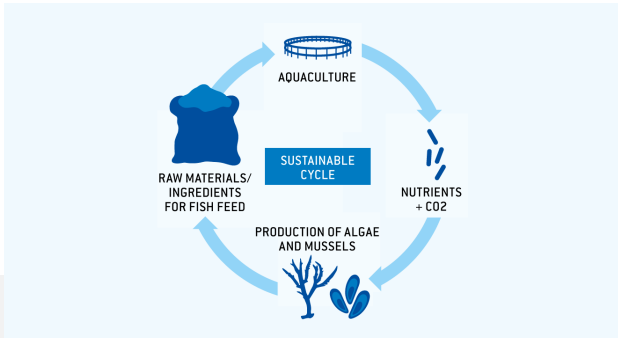 AQUACULTURE
SUSTAINABLE
CYCLE
RAW MATERIALS/
INGREDIENTS
FOR FISH FEED
NUTRIENTS
+ CO2
PRODUCTION OF ALGAE
AND MUSSELS